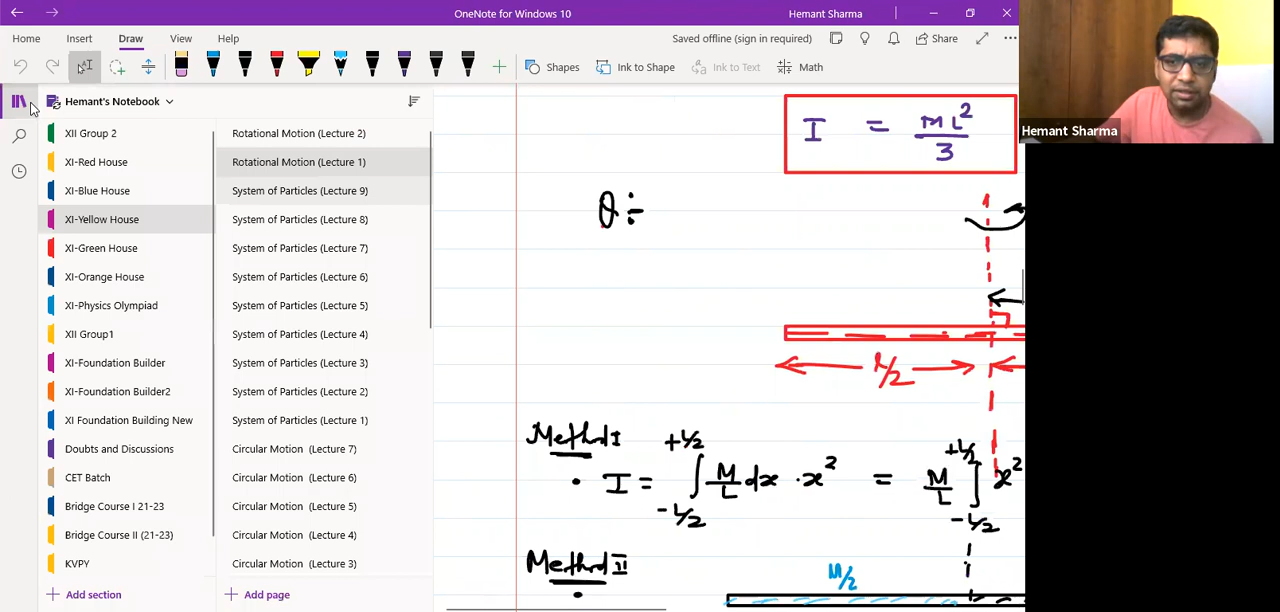 OneNote for Windows 10
Hemant Sharma
Home Insert Draw View Help
Saved offline (sign in required)
Share
Shapes
Ink to Shape
Ink to Text
Math
Hemant's Notebook
XII Group 2
XI-Red House
XI-Blue House
XI-Yellow House
XI-Green House
XI-Orange House
XI-Physics Olympiad
XII Group1
XI-Foundation Builder
XI-Foundation Builder2
XI Foundation Building New
Doubts and Discussions
CET Batch
Bridge Course I 21-23
Bridge Course II (21-23)
KVPY
Add section
Rotational Motion (Lecture 2)
Rotational Motion (Lecture 1)
System of Particles (Lecture 9)
System of Particles (Lecture 8)
System of Particles (Lecture 7)
System of Particles (Lecture 6)
System of Particles (Lecture 5)
System of Particles (Lecture 4)
System of Particles (Lecture 3)
System of Particles (Lecture 2)
System of Particles (Lecture 1)
Circular Motion (Lecture 7)
Circular Motion (Lecture 6)
Circular Motion (Lecture 5)
Circular Motion (Lecture 4)
Circular Motion (Lecture 3)
Add page
I = ML²/3
Q:-
L/2
Method I
• I = ∫ M/L dx · x² = M/L ∫ x²
+L/2 -L/2 +L/2 -L/2
Method II
•
M/2
Hemant Sharma